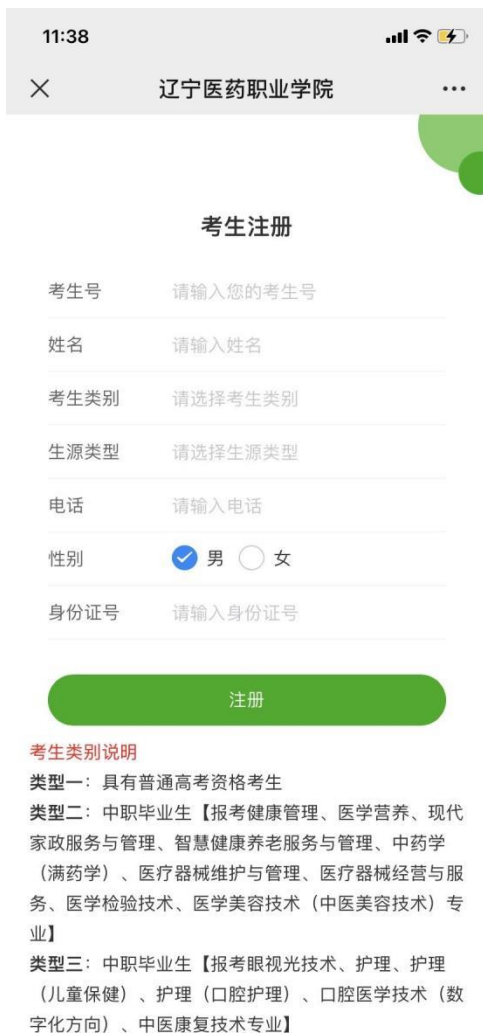 11:38
辽宁医药职业学院
考生注册
考生号 请输入您的考生号
姓名 请输入姓名
考生类别 请选择考生类别
生源类型 请选择生源类型
电话 请输入电话
性别 男 女
身份证号 请输入身份证号
注册
考生类别说明
类型一：具有普通高考资格考生
类型二：中职毕业生【报考健康管理、医学营养、现代
家政服务与管理、智慧健康养老服务与管理、中药学
（满药学）、医疗器械维护与管理、医疗器械经营与服
务、医学检验技术、医学美容技术（中医美容技术）专
业】
类型三：中职毕业生【报考眼视光技术、护理、护理
（儿童保健）、护理（口腔护理）、口腔医学技术（数
字化方向）、中医康复技术专业】